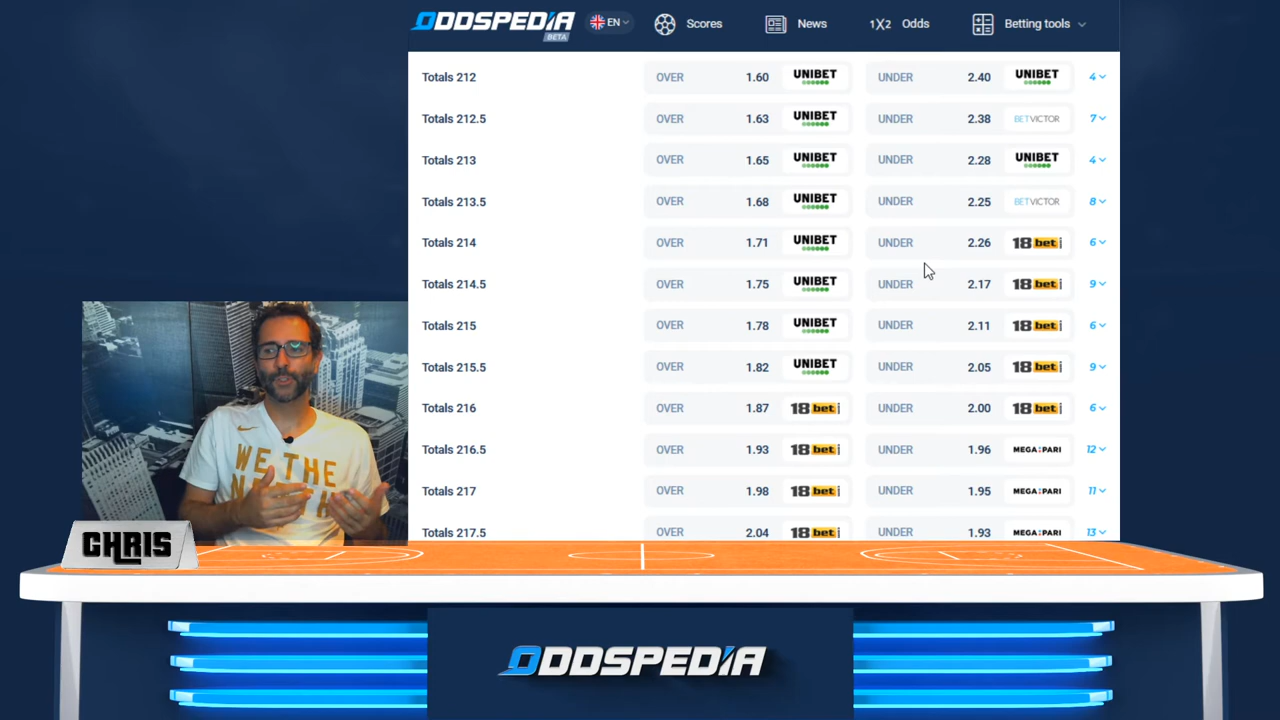 ODDSPEDIA
BETA
EN
Scores
News
1X2 Odds
Betting tools
Totals 212 OVER 1.60 UNIBET UNDER 2.40 UNIBET 4
Totals 212.5 OVER 1.63 UNIBET UNDER 2.38 BETVICTOR 7
Totals 213 OVER 1.65 UNIBET UNDER 2.28 UNIBET 4
Totals 213.5 OVER 1.68 UNIBET UNDER 2.25 BETVICTOR 8
Totals 214 OVER 1.71 UNIBET UNDER 2.26 18bet 6
Totals 214.5 OVER 1.75 UNIBET UNDER 2.17 18bet 9
Totals 215 OVER 1.78 UNIBET UNDER 2.11 18bet 6
Totals 215.5 OVER 1.82 UNIBET UNDER 2.05 18bet 9
Totals 216 OVER 1.87 18bet UNDER 2.00 18bet 6
Totals 216.5 OVER 1.93 18bet UNDER 1.96 MEGAPARI 12
Totals 217 OVER 1.98 18bet UNDER 1.95 MEGAPARI 11
Totals 217.5 OVER 2.04 18bet UNDER 1.93 MEGAPARI 13
WE THE
CHRIS
ODDSPEDIA